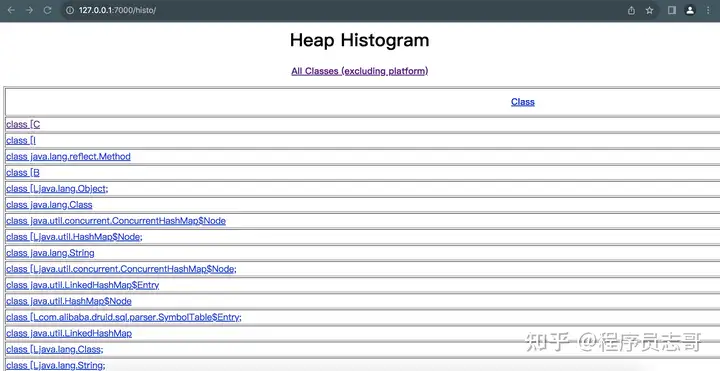 127.0.0.1:7000/histo/
Heap Histogram
All Classes (excluding platform)
Class
class [C
class [I
class java.lang.reflect.Method
class [B
class [Ljava.lang.Object;
class java.lang.Class
class java.util.concurrent.ConcurrentHashMap$Node
class [Ljava.util.HashMap$Node;
class java.lang.String
class [Ljava.util.concurrent.ConcurrentHashMap$Node;
class java.util.LinkedHashMap$Entry
class java.util.HashMap$Node
class [Lcom.alibaba.druid.sql.parser.SymbolTable$Entry;
class java.util.LinkedHashMap
class [Ljava.lang.Class;
class [Ljava.lang.String;
知乎 @程序员志哥